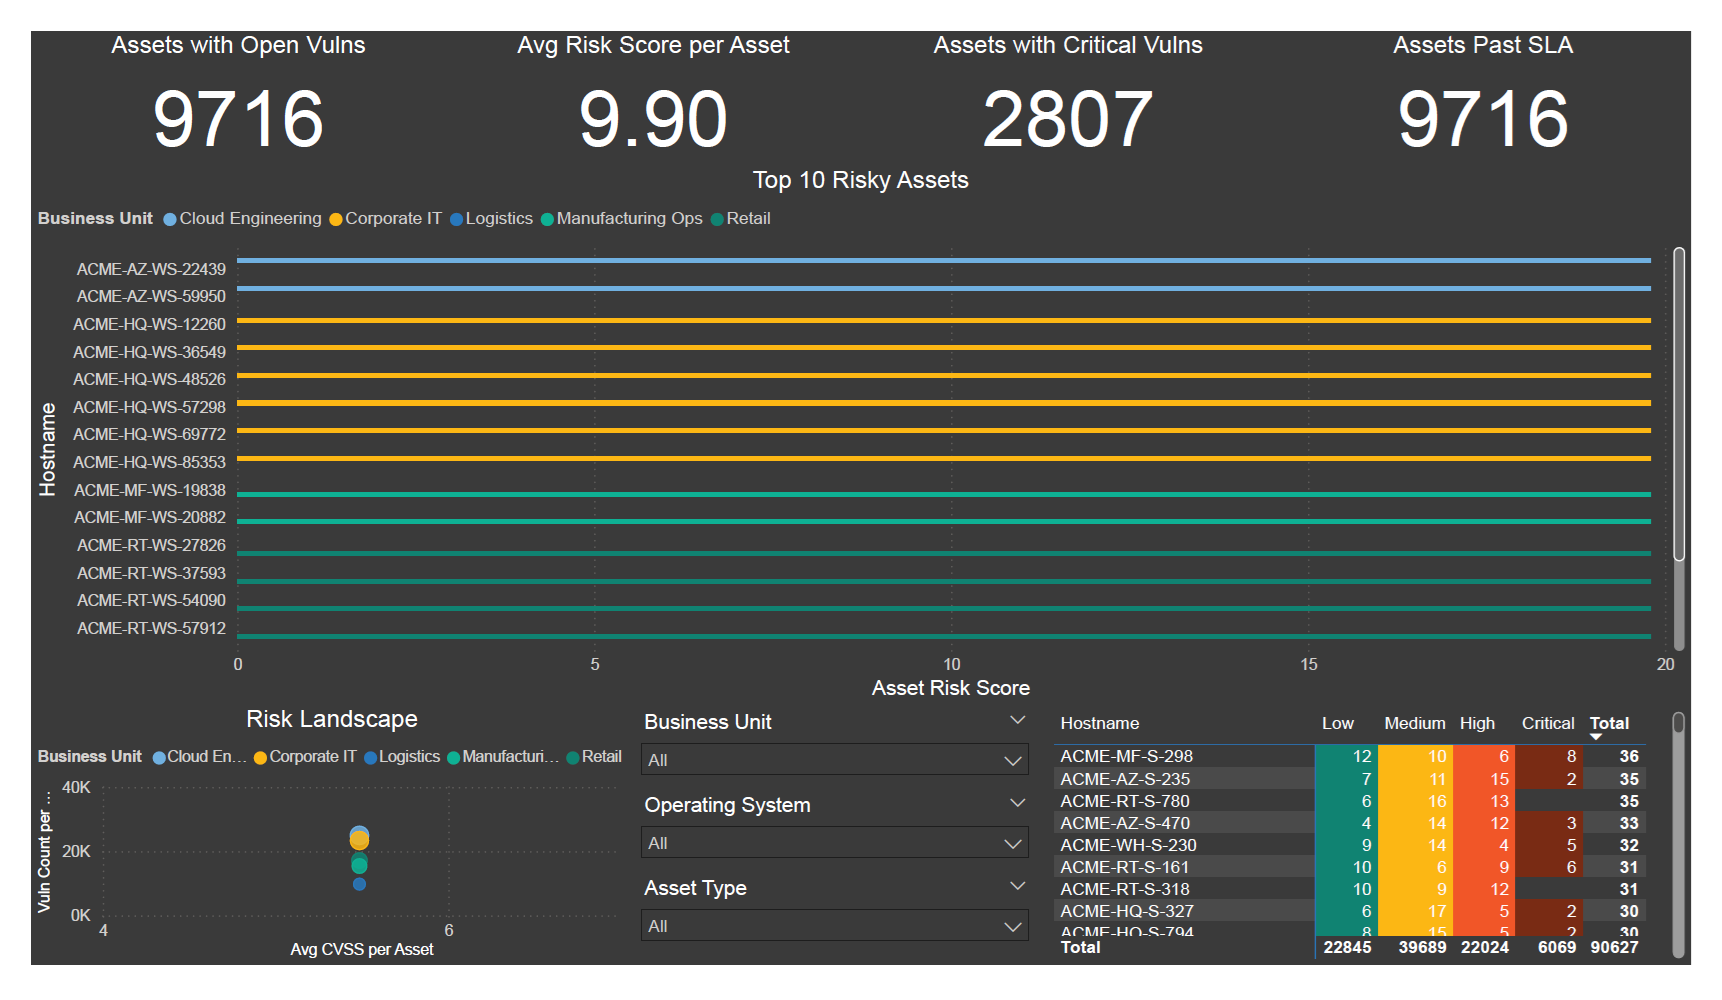 Assets with Open Vulns
Avg Risk Score per Asset
Assets with Critical Vulns
Assets Past SLA
9716
9.90
2807
9716
Top 10 Risky Assets
Business Unit Cloud Engineering Corporate IT Logistics Manufacturing Ops Retail
Hostname
ACME-AZ-WS-22439
ACME-AZ-WS-59950
ACME-HQ-WS-12260
ACME-HQ-WS-36549
ACME-HQ-WS-48526
ACME-HQ-WS-57298
ACME-HQ-WS-69772
ACME-HQ-WS-85353
ACME-MF-WS-19838
ACME-MF-WS-20882
ACME-RT-WS-27826
ACME-RT-WS-37593
ACME-RT-WS-54090
ACME-RT-WS-57912
0 5 10 15 20
Asset Risk Score
Risk Landscape
Business Unit Cloud En... Corporate IT Logistics Manufacturi... Retail
Vuln Count per ...
40K
20K
0K
4 6
Avg CVSS per Asset
Business Unit
All
Operating System
All
Asset Type
All
Hostname Low Medium High Critical Total
ACME-MF-S-298 12 10 6 8 36
ACME-AZ-S-235 7 11 15 2 35
ACME-RT-S-780 6 16 13 35
ACME-AZ-S-470 4 14 12 3 33
ACME-WH-S-230 9 14 4 5 32
ACME-RT-S-161 10 6 9 6 31
ACME-RT-S-318 10 9 12 31
ACME-HQ-S-327 6 17 5 2 30
ACME-HQ-S-794 8 15 5 2 30
Total 22845 39689 22024 6069 90627